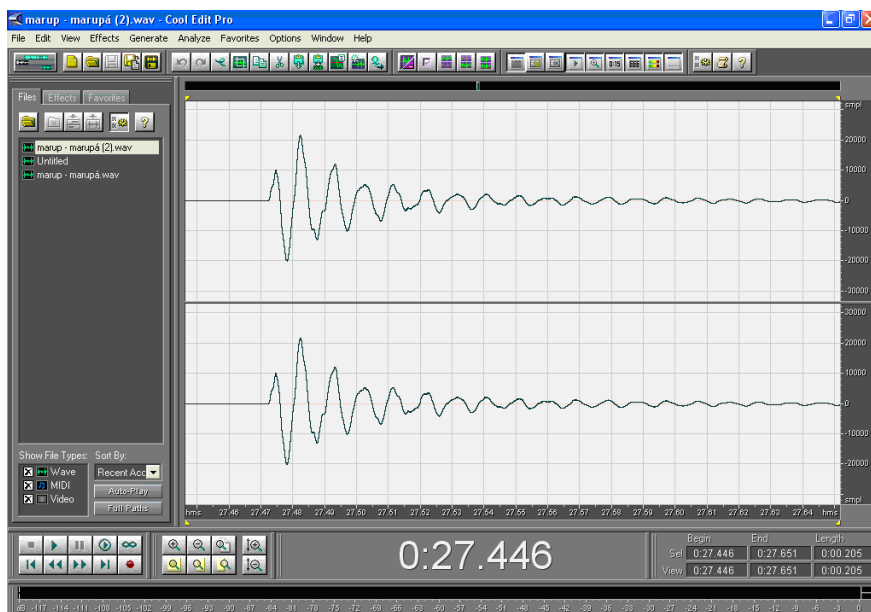 marup - marupá (2).wav - Cool Edit Pro
File Edit View Effects Generate Analyze Favorites Options Window Help
Files Effects Favorites
marup - marupá (2).wav
Untitled
marup - marupá.wav
smpl
20000
10000
0
-10000
-20000
-30000
30000
20000
10000
0
-10000
-20000
smpl
Show File Types: Sort By:
Wave Recent Acc
MIDI Auto-Play
Video Full Paths
hms 27.46 27.47 27.48 27.49 27.50 27.51 27.52 27.53 27.54 27.55 27.56 27.57 27.58 27.59 27.60 27.61 27.62 27.63 27.64 hms
0:27.446
Begin End Length
Sel 0:27.446 0:27.651 0:00.205
View 0:27.446 0:27.651 0:00.205
dB -117 -114 -111 -108 -105 -102 -99 -96 -93 -90 -87 -84 -81 -78 -75 -72 -69 -66 -63 -60 -57 -54 -51 -48 -45 -42 -39 -36 -33 -30 -27 -24 -21 -18 -15 -12 -9 -6 -3 0